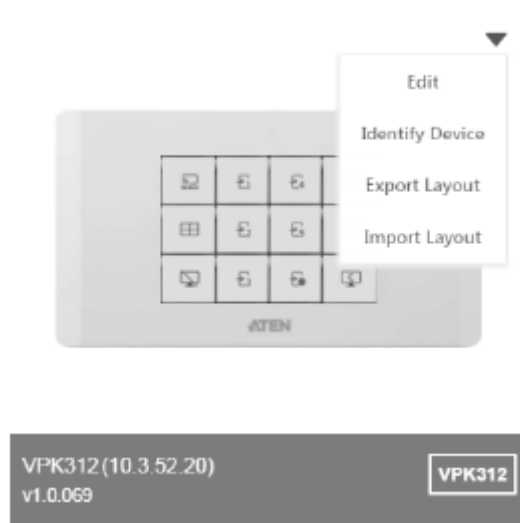 Edit
Identify Device
Export Layout
Import Layout
ATEN
VPK312(10.3.52.20)
v1.0.069
VPK312